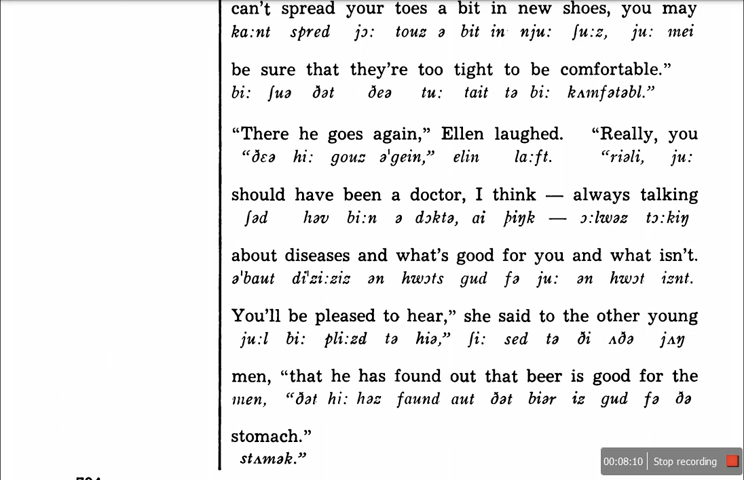 can't spread your toes a bit in new shoes, you may
ka:nt spred jɔ: touz ə bit in nju: ʃu:z, ju: mei
be sure that they're too tight to be comfortable.”
bi: ʃuə ðət ðeə tu: tait tə bi: kʌmfətəbl.”
“There he goes again,” Ellen laughed. “Really, you
“ðɛə hi: gouz ə'gein,” elin la:ft. “riəli, ju:
should have been a doctor, I think — always talking
ʃəd həv bi:n ə dɔktə, ai þiŋk — ɔ:lwəz tɔ:kiŋ
about diseases and what's good for you and what isn't.
ə'baut di'zi:ziz ən hwɔts gud fə ju: ən hwɔt iznt.
You'll be pleased to hear,” she said to the other young
ju:l bi: pli:zd tə hiə,” ʃi: sed tə ði ʌðə jʌŋ
men, “that he has found out that beer is good for the
men, “ðət hi: həz faund aut ðət biər iz gud fə ðə
stomach.”
stʌmək.”
00:08:10 Stop recording